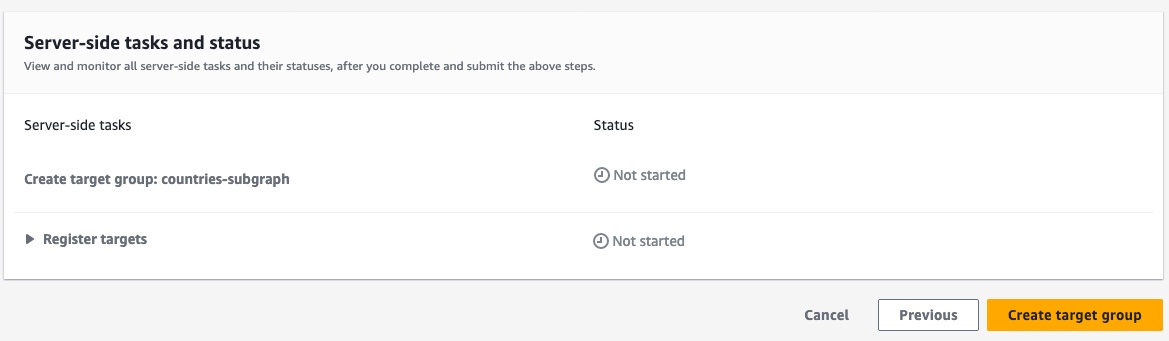 Server-side tasks and status
View and monitor all server-side tasks and their statuses, after you complete and submit the above steps.
Server-side tasks
Status
Create target group: countries-subgraph
Not started
Register targets
Not started
Cancel
Previous
Create target group